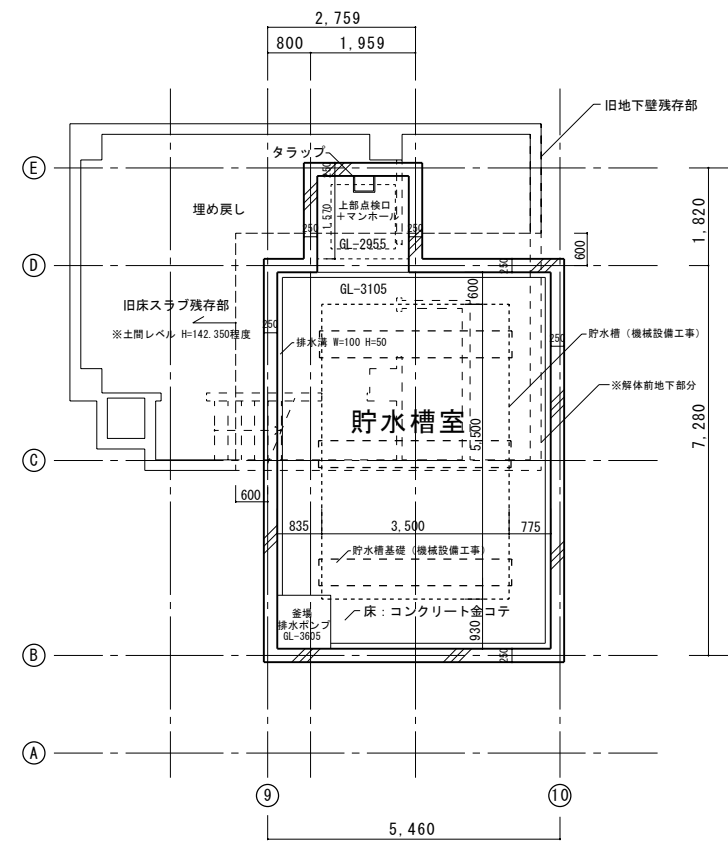 2,759
800
1,959
旧地下壁残存部
タラップ
E
250
埋め戻し
上部点検口
+マンホール
1,570
250
250
GL-2955
1,820
600
D
250
GL-3105
600
旧床スラブ残存部
※土間レベル H=142.350程度
250
250
排水溝 W=100 H=50
貯水槽（機械設備工事）
※解体前地下部分
貯水槽室
5,500
7,280
C
600
835
3,500
775
貯水槽基礎（機械設備工事）
釜場
排水ポンプ
GL-3605
床：コンクリート金コテ
930
B
250
A
9
10
5,460